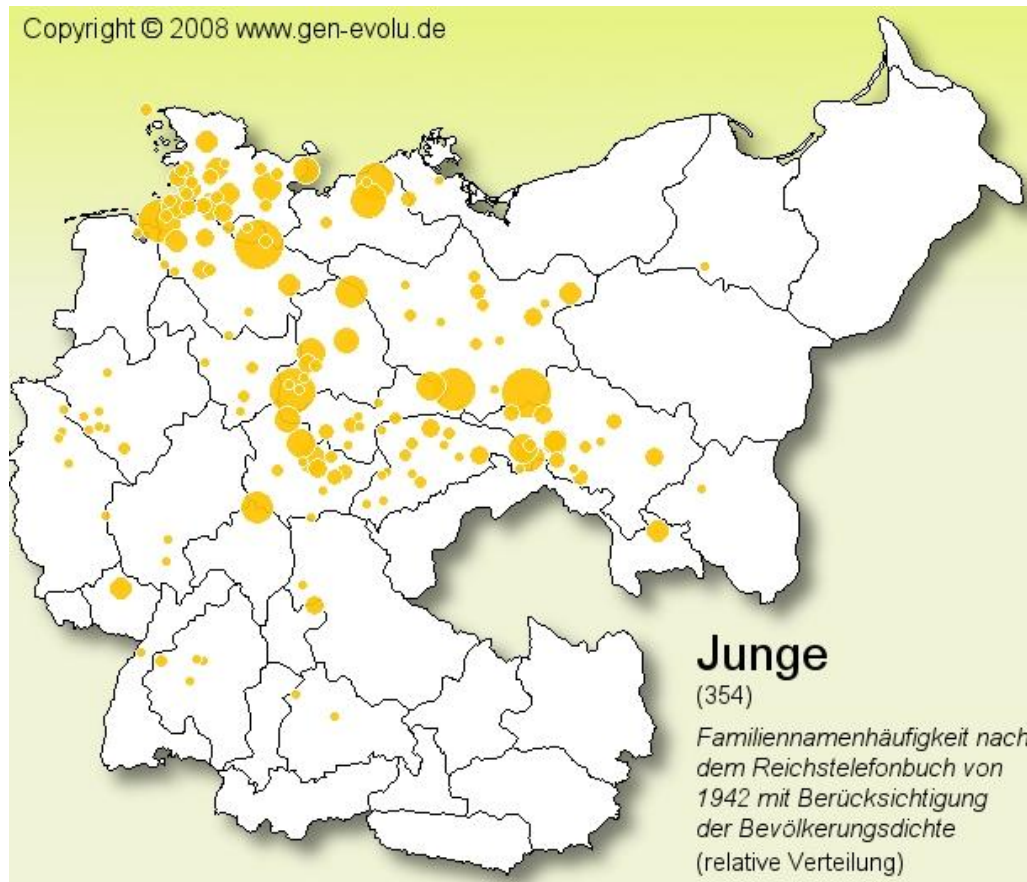 Copyright © 2008 www.gen-evolu.de
Junge
(354)
Familiennamenhäufigkeit nach
dem Reichstelefonbuch von
1942 mit Berücksichtigung
der Bevölkerungsdichte
(relative Verteilung)